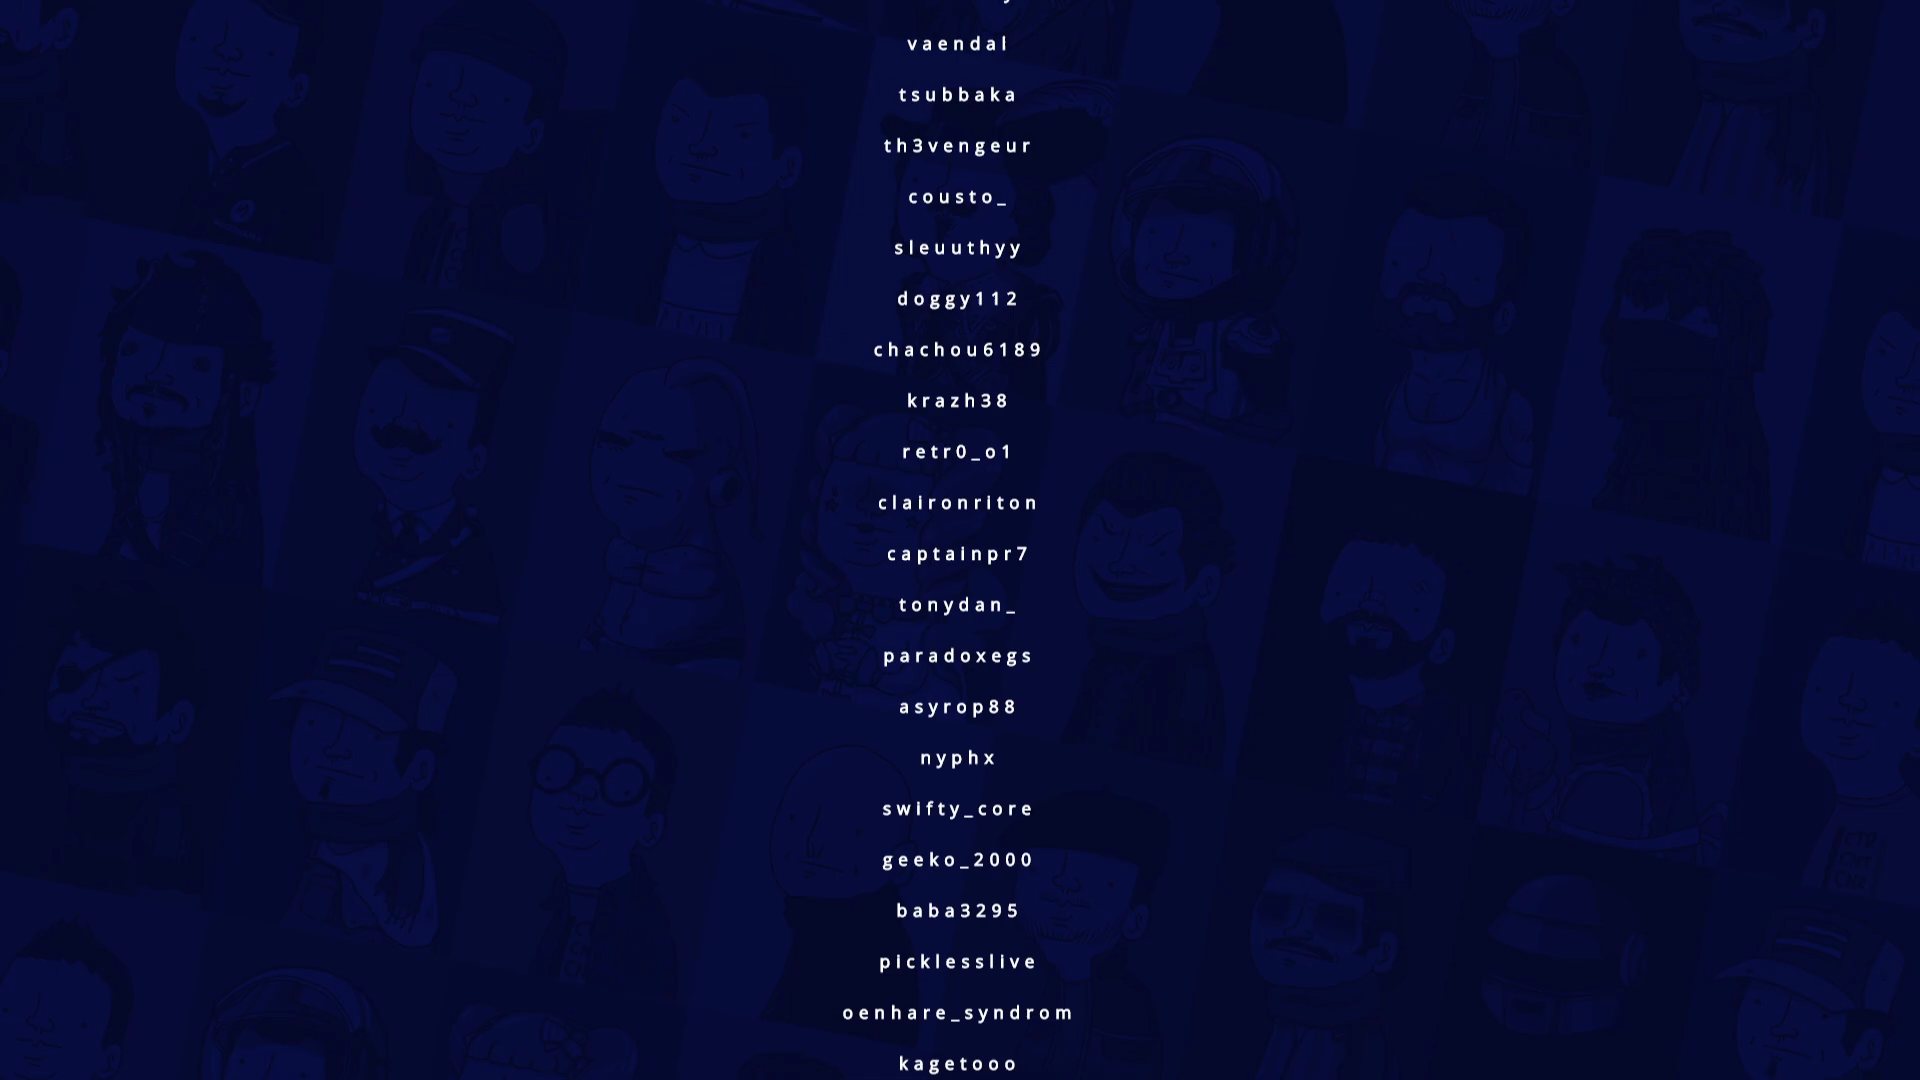 vaendal
tsubbaka
th3vengeur
cousto_
sleuuthyy
doggy112
chachou6189
krazh38
retr0_o1
claironriton
captainpr7
tonydan_
paradoxegs
asyrop88
nyphx
swifty_core
geeko_2000
baba3295
picklesslive
oenhare_syndrom
kagetooo